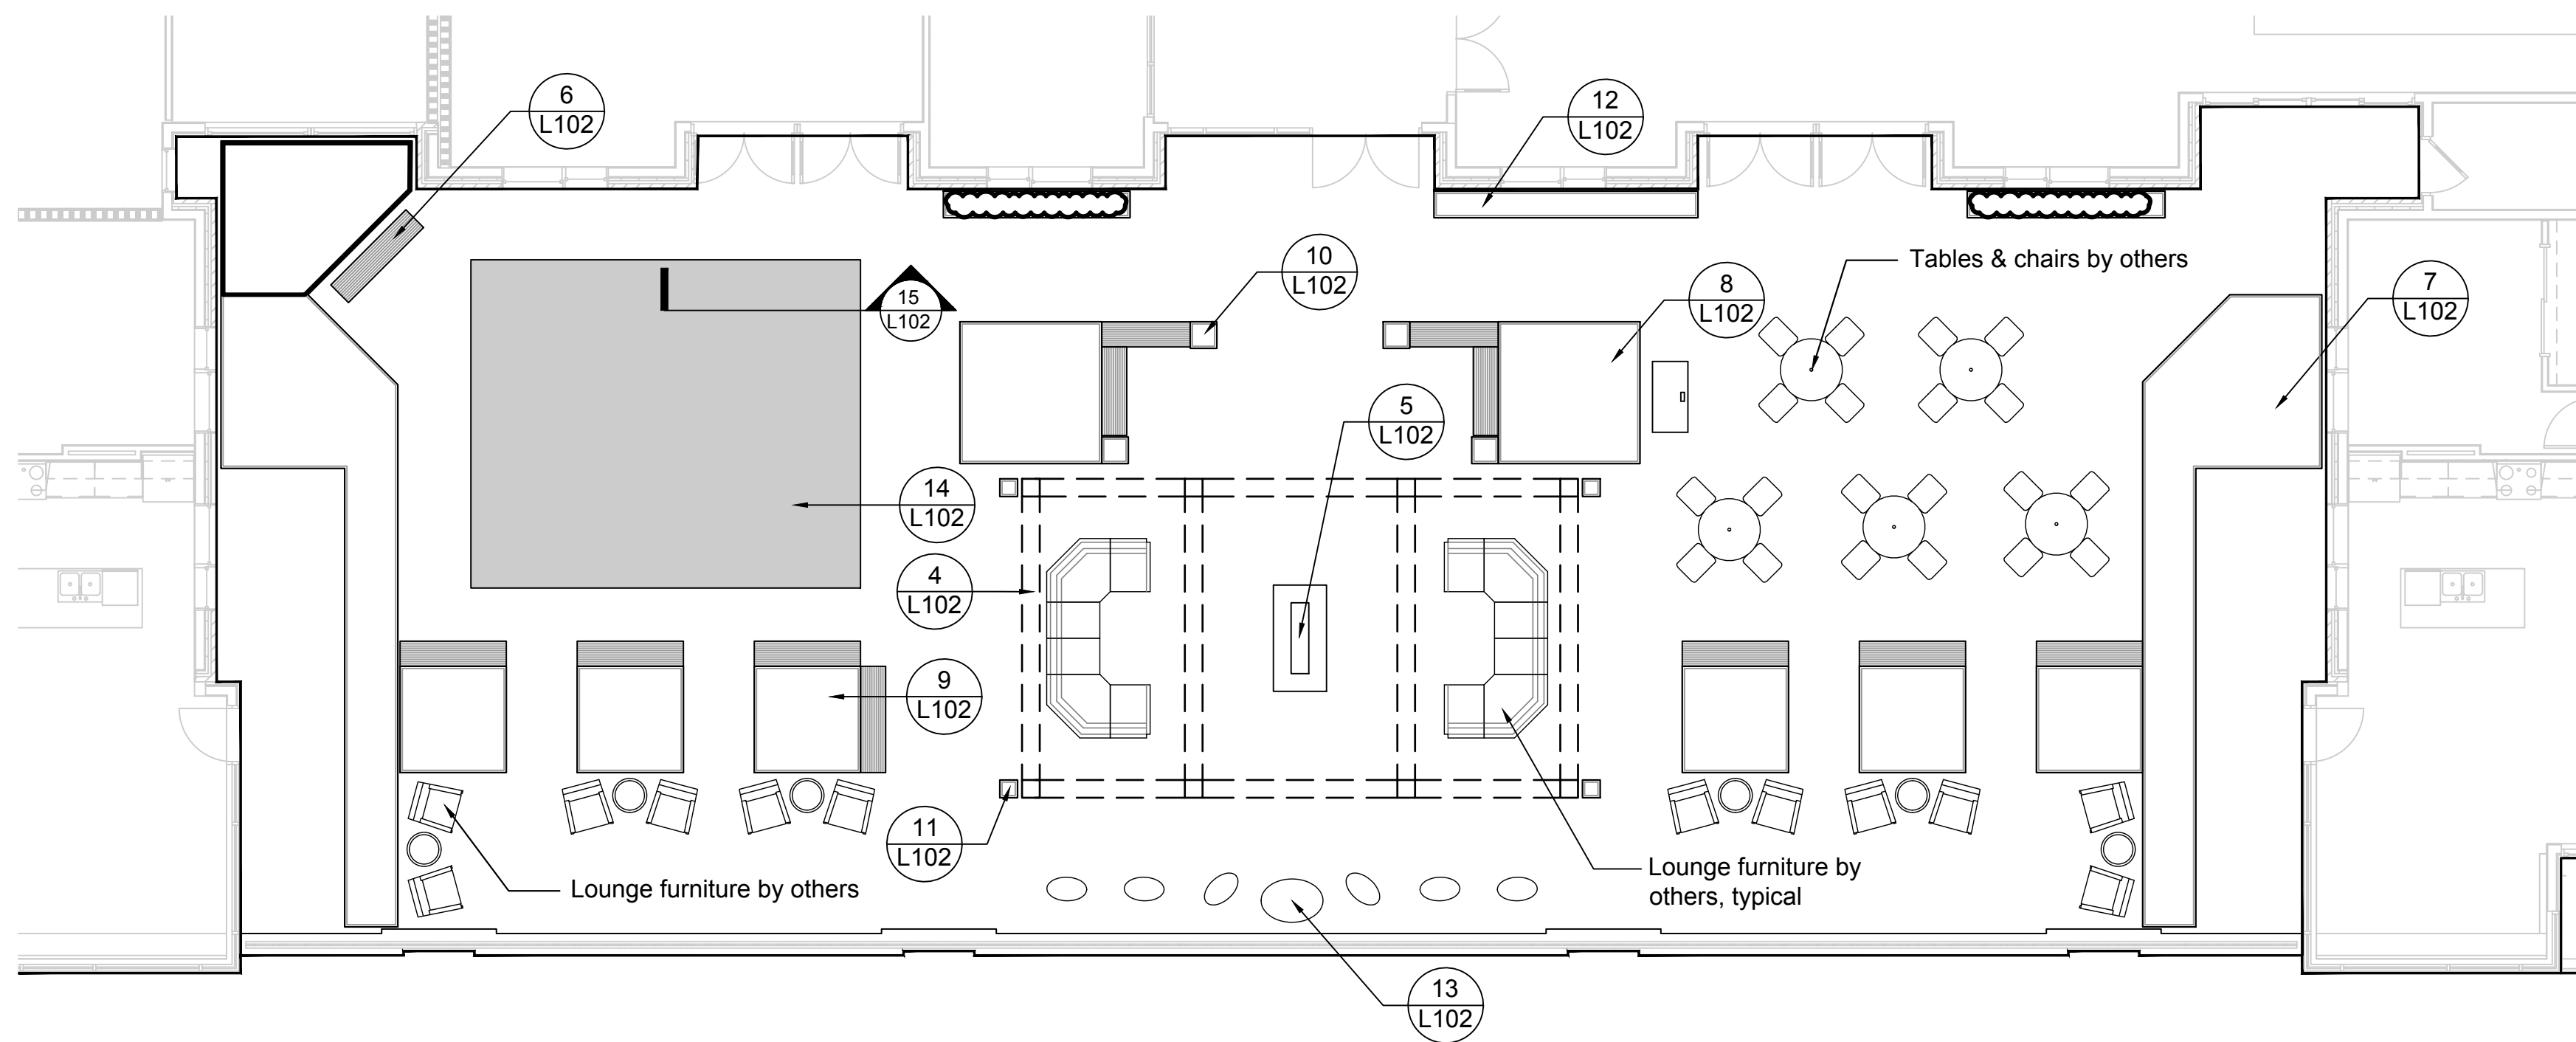 6
L102
12
L102
10
L102
Tables & chairs by others
8
L102
7
L102
15
L102
5
L102
14
L102
4
L102
9
L102
11
L102
Lounge furniture by others
Lounge furniture by
others, typical
13
L102